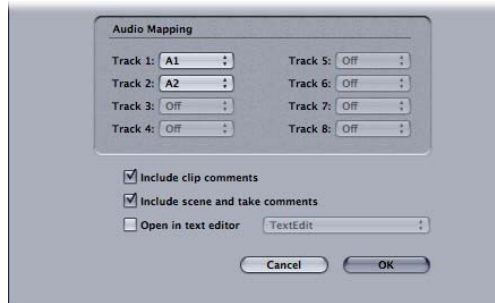 Audio Mapping
Track 1: A1 Track 5: Off
Track 2: A2 Track 6: Off
Track 3: Off Track 7: Off
Track 4: Off Track 8: Off
Include clip comments
Include scene and take comments
Open in text editor TextEdit
Cancel OK